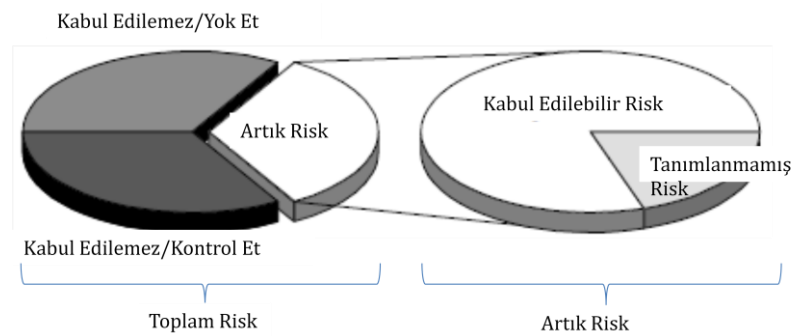 Kabul Edilemez/Yok Et
Artık Risk
Kabul Edilebilir Risk
Tanımlanmamış
Risk
Kabul Edilemez/Kontrol Et
Toplam Risk
Artık Risk